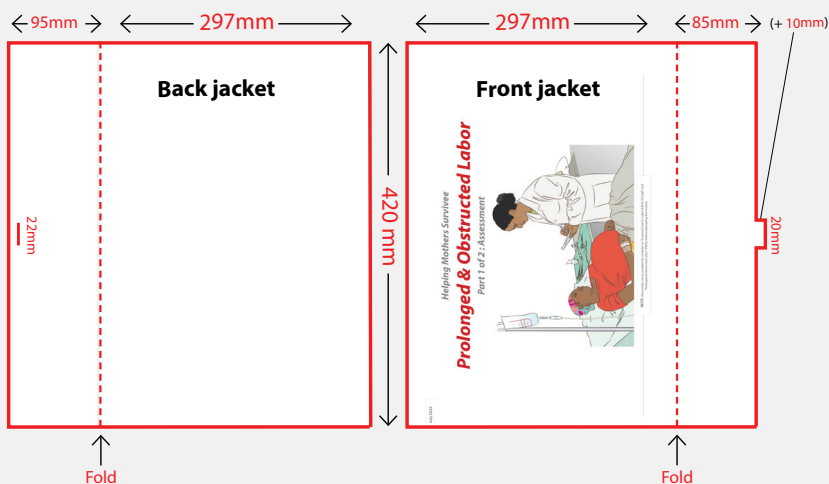 95mm
297mm
297mm
85mm
(+ 10mm)
Back jacket
Front jacket
22mm
420 mm
Helping Mothers Survivee
Prolonged & Obstructed Labor
Part 1 of 2 : Assessment
20mm
Fold
Fold